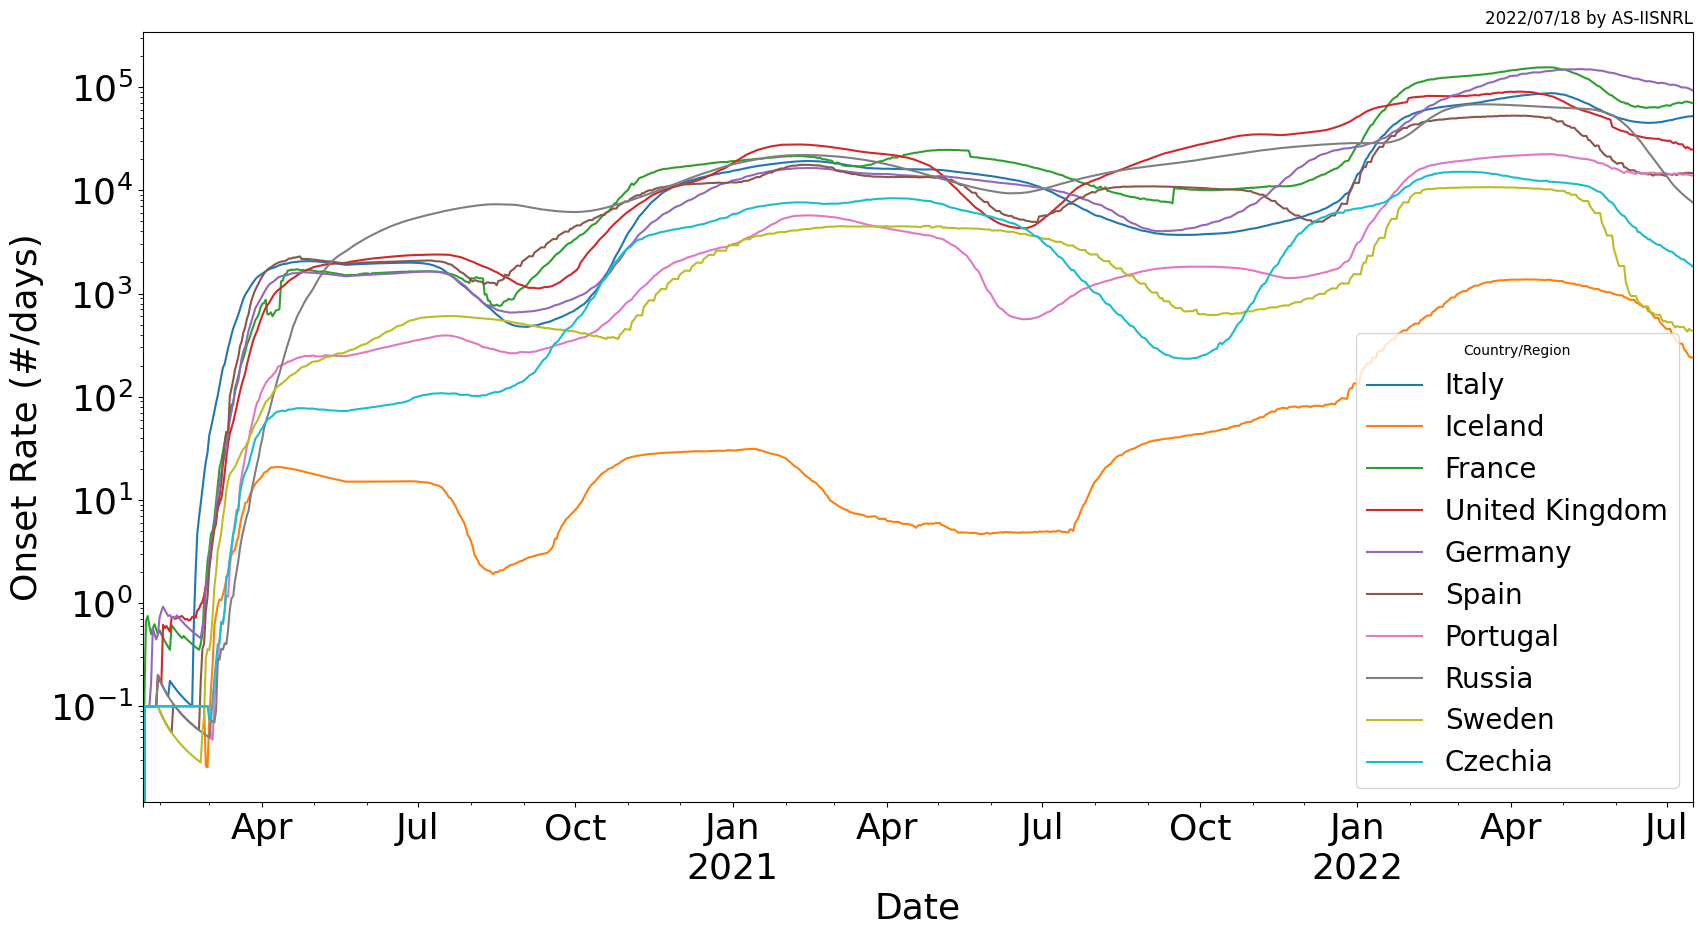 2022/07/18 by AS-IISNRL
Onset Rate (#/days)
10^5
10^4
10^3
10^2
10^1
10^0
10^−1
Country/Region
Italy
Iceland
France
United Kingdom
Germany
Spain
Portugal
Russia
Sweden
Czechia
Apr Jul Oct Jan Apr Jul Oct Jan Apr Jul
2021 2022
Date